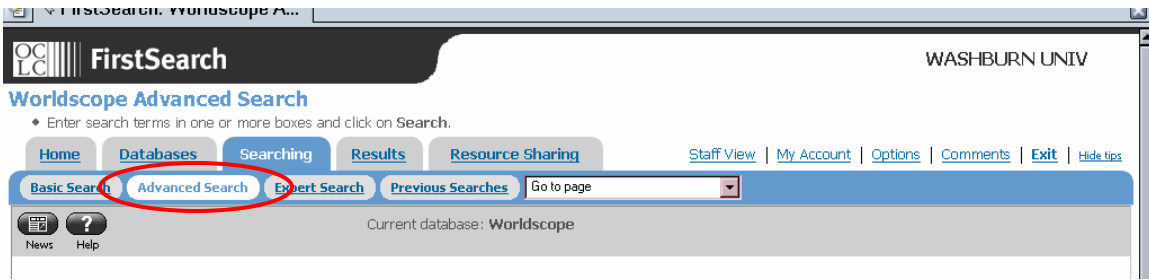 FirstSearch: Worldscope A...
OCLC FirstSearch WASHBURN UNIV
Worldscope Advanced Search
• Enter search terms in one or more boxes and click on Search.
Home Databases Searching Results Resource Sharing Staff View | My Account | Options | Comments | Exit | Hide tips
Basic Search Advanced Search Expert Search Previous Searches Go to page
Current database: Worldscope
News Help